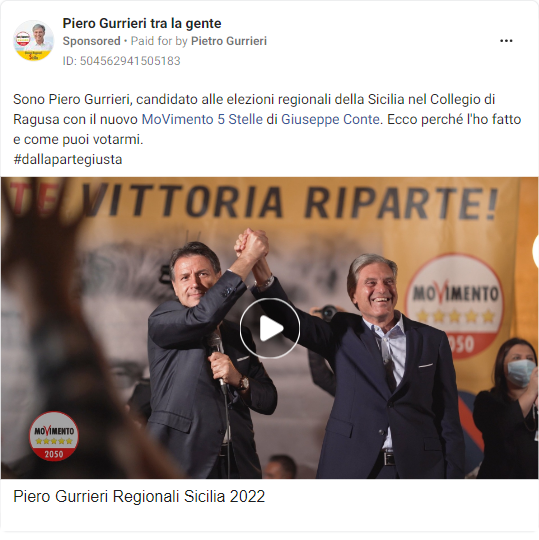 Piero Gurrieri tra la gente
Sponsored • Paid for by Pietro Gurrieri
ID: 504562941505183
Sono Piero Gurrieri, candidato alle elezioni regionali della Sicilia nel Collegio di
Ragusa con il nuovo MoVimento 5 Stelle di Giuseppe Conte. Ecco perché l'ho fatto
e come puoi votarmi.
#dallapartegiusta
TE VITTORIA RIPARTE!
MOVIMENTO
2050
MOVIMENTO
2050
Piero Gurrieri Regionali Sicilia 2022